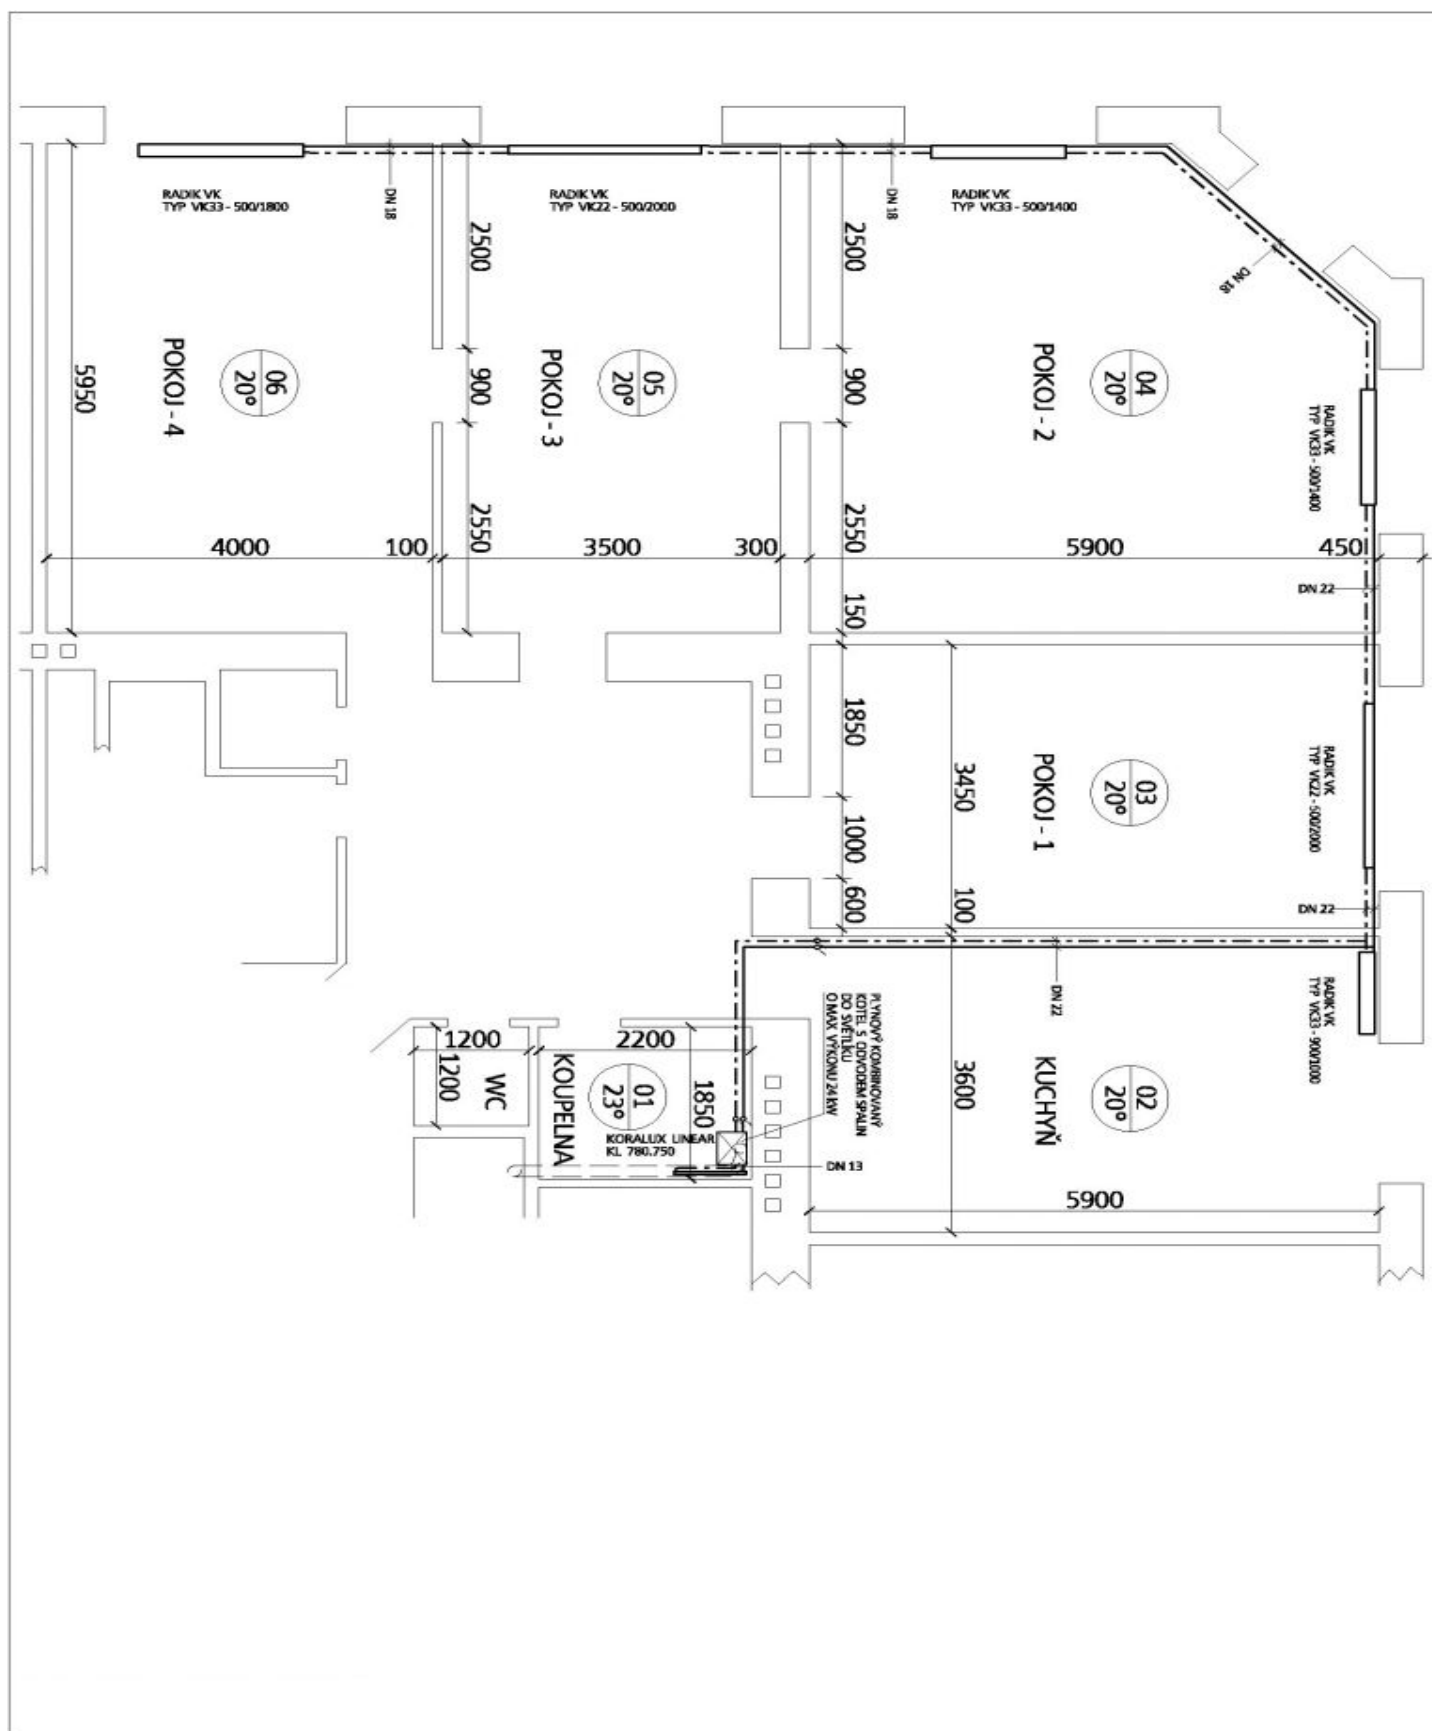 RADIK VK
TYP VK33 - 500/1800
DN 18
RADIK VK
TYP VK22 - 500/2000
DN 18
RADIK VK
TYP VK33 - 500/1400
DN 18
2500
2500
5950
POKOJ - 4
06
20°
900
POKOJ - 3
05
20°
900
POKOJ - 2
04
20°
RADIK VK
TYP VK33 - 500/1400
2550
2550
4000
100
3500
300
5900
450
DN 22
150
1850
3450
POKOJ - 1
03
20°
RADIK VK
TYP VK22 - 500/2000
1000
600
100
DN 22
DN 22
PLYNOVÝ KOMBINOVANÝ
KOTEL S ODVODEM SPALIN
DO SVĚTLÍKU
O MAX VÝKONU 24 kW
RADIK VK
TYP VK33 - 900/1000
1200
1200
WC
2200
KOUPELNA
01
23°
1850
3600
KUCHYŇ
02
20°
KORALUX LINEAR
KL 780.750
DN 13
5900